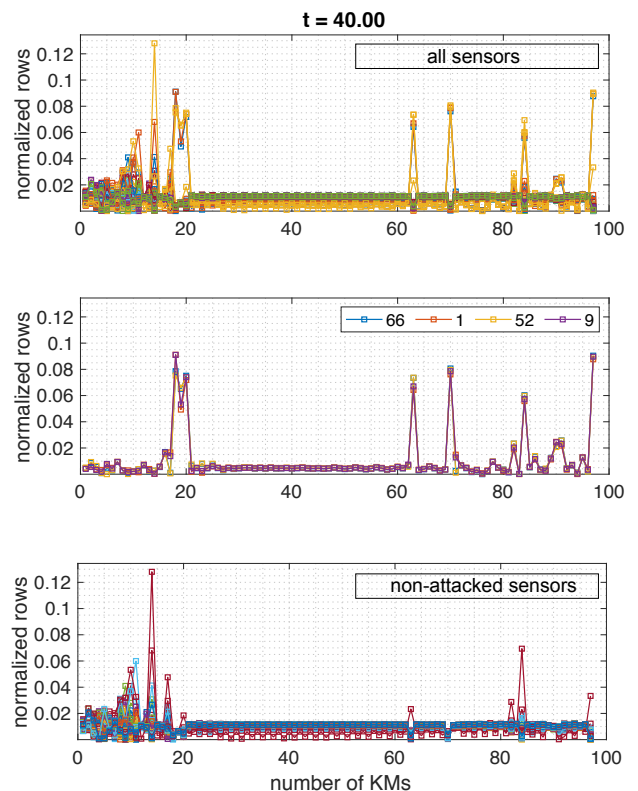 t = 40.00
normalized rows
0.12
0.1
0.08
0.06
0.04
0.02
all sensors
0 20 40 60 80 100
normalized rows
0.12
0.1
0.08
0.06
0.04
0.02
66 1 52 9
0 20 40 60 80 100
normalized rows
0.12
0.1
0.08
0.06
0.04
0.02
non-attacked sensors
0 20 40 60 80 100
number of KMs